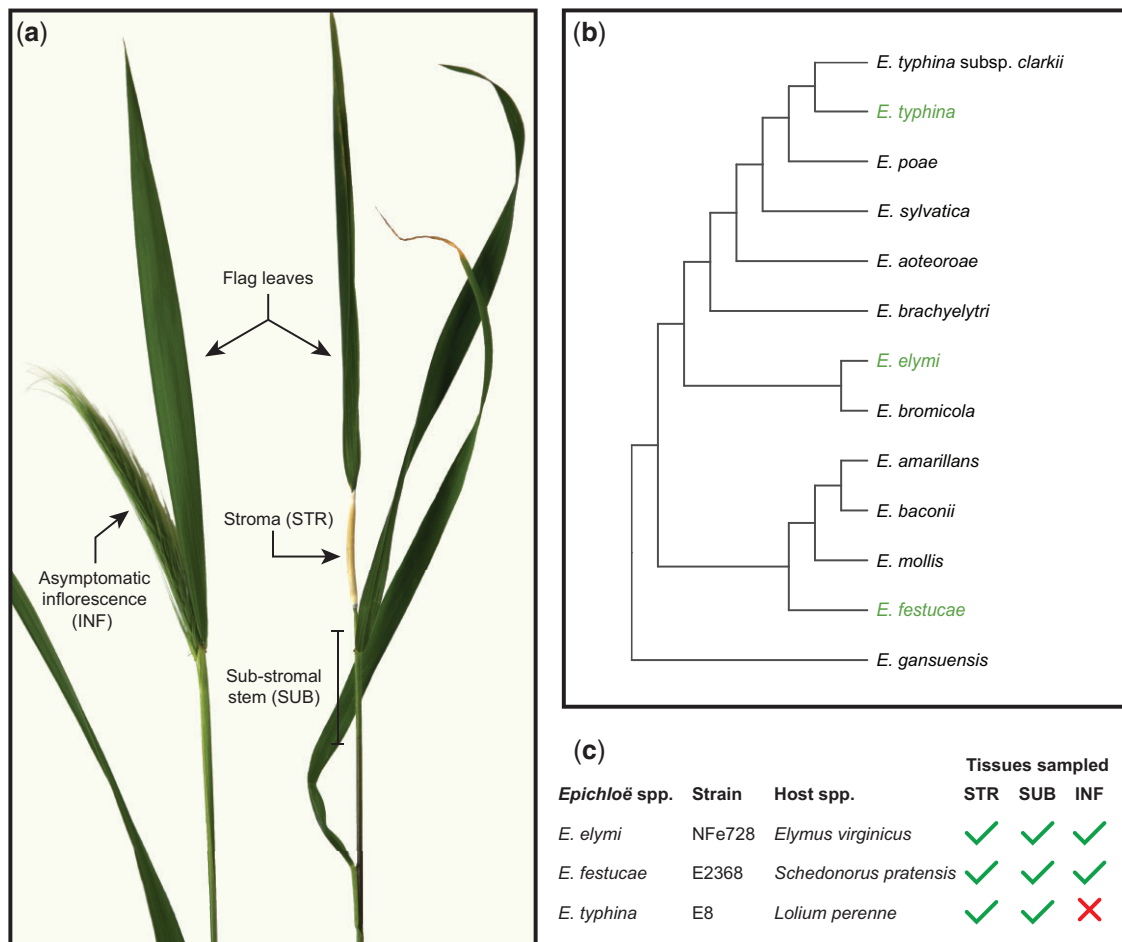 (a)
Flag leaves
Stroma (STR)
Asymptomatic
inflorescence
(INF)
Sub-stromal
stem (SUB)
(b)
E. typhina subsp. clarkii
E. typhina
E. poae
E. sylvatica
E. aoteoroae
E. brachyelytri
E. elymi
E. bromicola
E. amarillans
E. baconii
E. mollis
E. festucae
E. gansuensis
(c)
Tissues sampled
Epichloë spp. Strain Host spp. STR SUB INF
E. elymi NFe728 Elymus virginicus
E. festucae E2368 Schedonorus pratensis
E. typhina E8 Lolium perenne